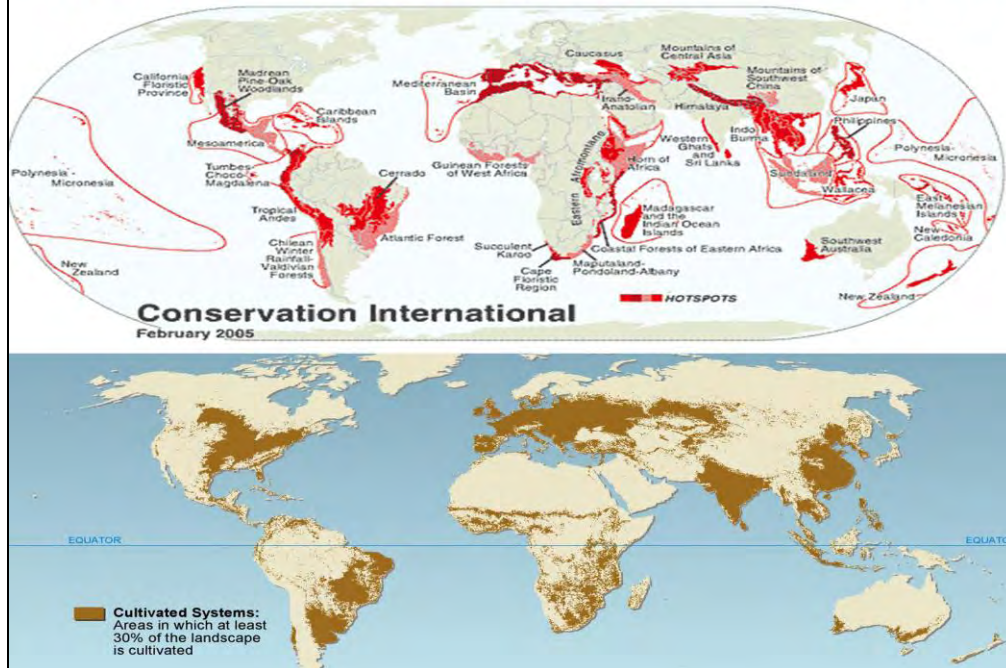 California
Floristic
Province
Madrean
Pine-Oak
Woodlands
Caribbean
Islands
Mesoamerica
Polynesia-
Micronesia
Tumbes-
Choco-
Magdalena
Tropical
Andes
Chilean
Winter
Rainfall-
Valdivian
Forests
New
Zealand
Cerrado
Atlantic Forest
Mediterranean
Basin
Caucasus
Irano-
Anatolian
Mountains of
Central Asia
Mountains of
Southwest
China
Himalaya
Japan
Philippines
Indo-
Burma
Western
Ghats
and
Sri Lanka
Guinean Forests
of West Africa
Eastern Afromontane
Horn of
Africa
Sundaland
Wallacea
Polynesia-
Micronesia
East
Melanesian
Islands
New
Caledonia
Madagascar
and the
Indian Ocean
Islands
Coastal Forests of Eastern Africa
Succulent
Karoo
Cape
Floristic
Region
Maputaland-
Pondoland-Albany
Southwest
Australia
New Zealand
HOTSPOTS
Conservation International
February 2005
EQUATOR
EQUATO
Cultivated Systems:
Areas in which at least
30% of the landscape
is cultivated